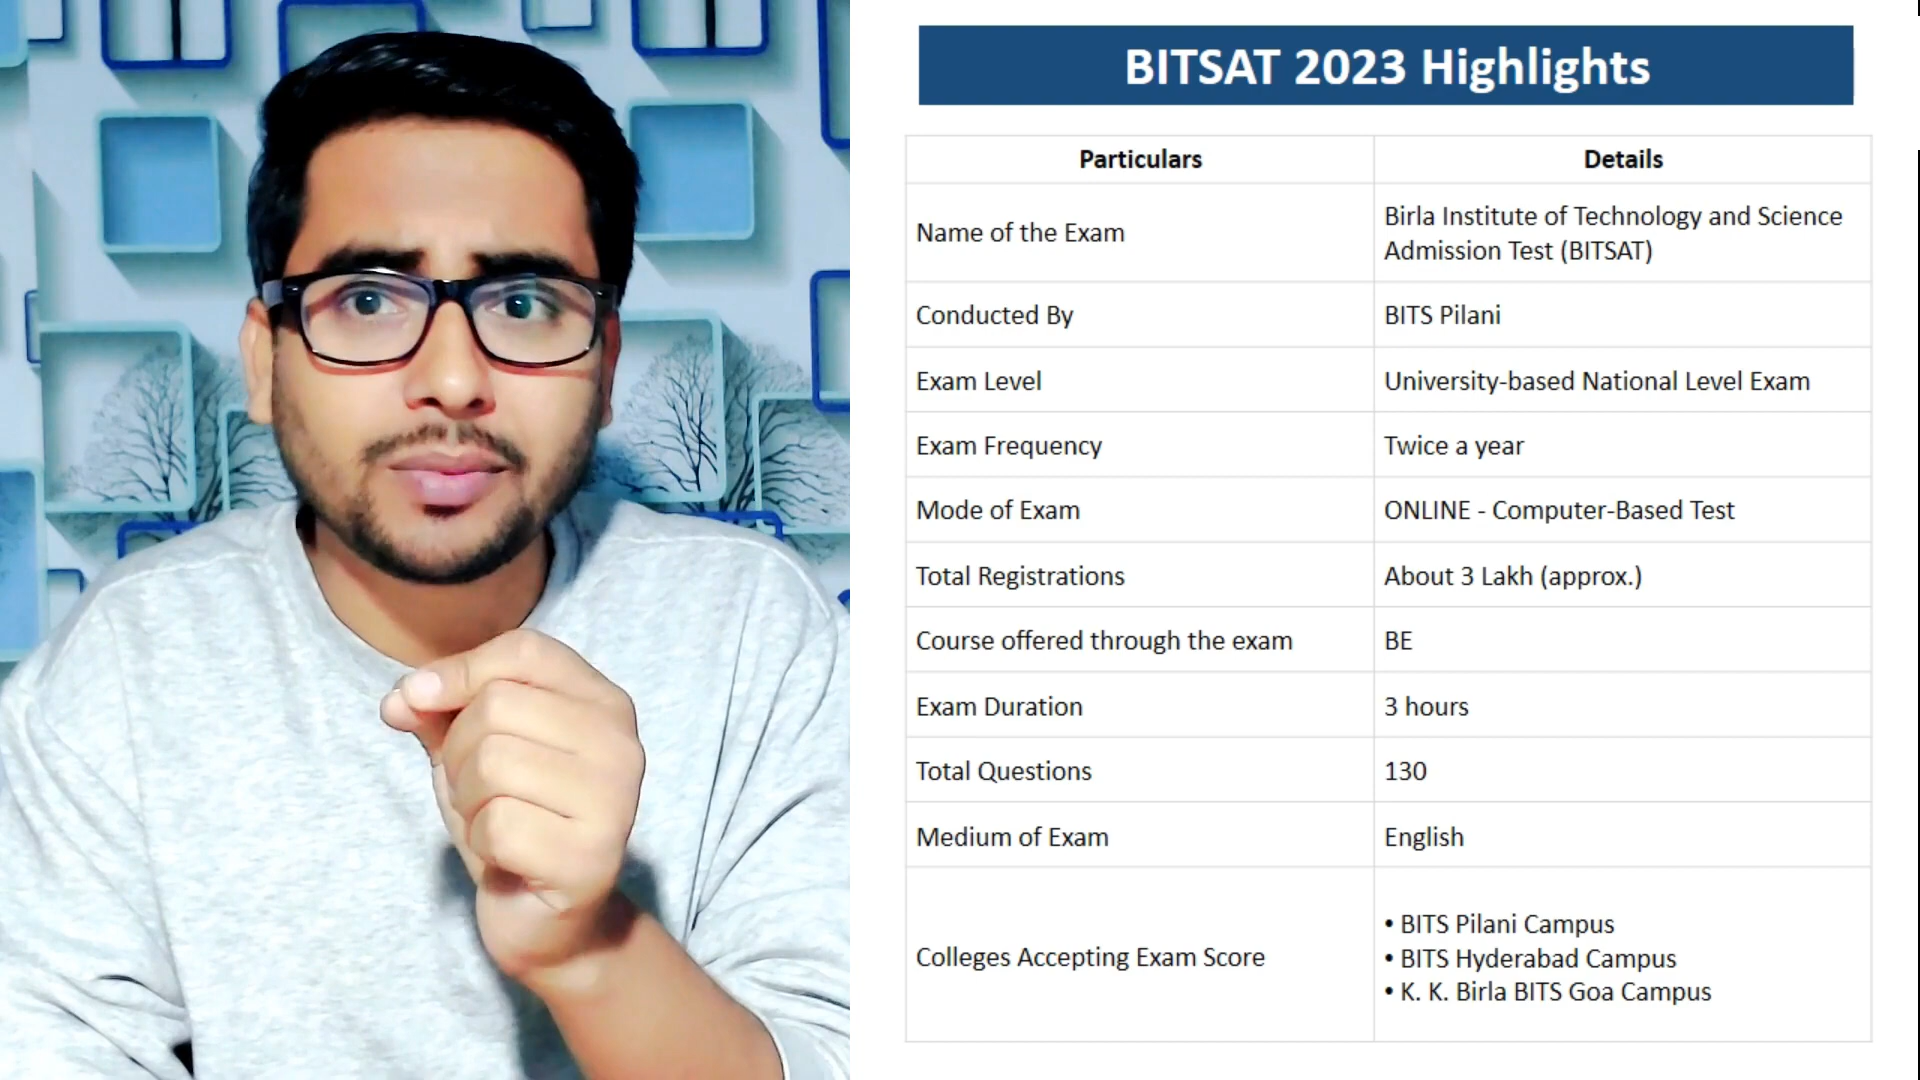 BITSAT 2023 Highlights
Particulars
Details
Name of the Exam
Birla Institute of Technology and Science
Admission Test (BITSAT)
Conducted By
BITS Pilani
Exam Level
University-based National Level Exam
Exam Frequency
Twice a year
Mode of Exam
ONLINE - Computer-Based Test
Total Registrations
About 3 Lakh (approx.)
Course offered through the exam
BE
Exam Duration
3 hours
Total Questions
130
Medium of Exam
English
Colleges Accepting Exam Score
• BITS Pilani Campus
• BITS Hyderabad Campus
• K. K. Birla BITS Goa Campus